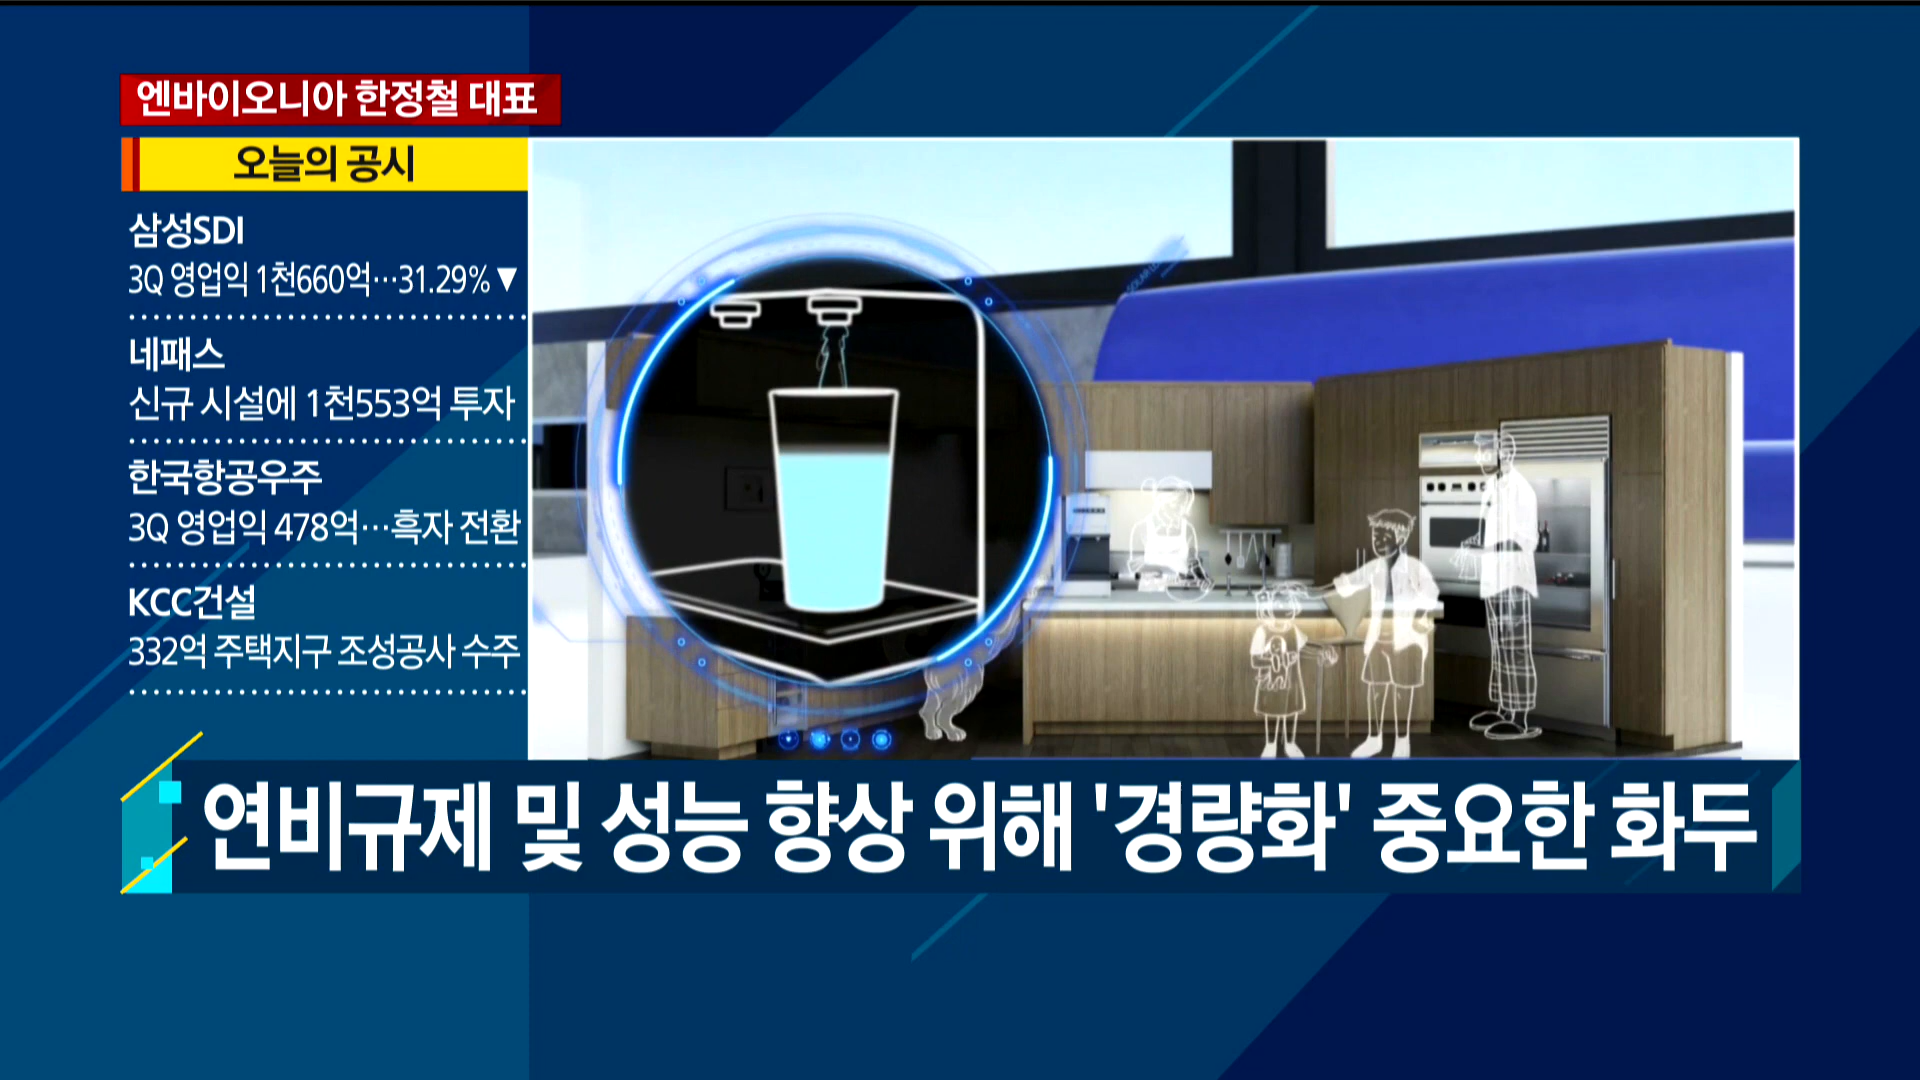 엔바이오니아 한정철 대표
오늘의 공시
삼성SDI
3Q 영업익 1천660억…31.29%▼
네패스
신규 시설에 1천553억 투자
한국항공우주
3Q 영업익 478억…흑자 전환
KCC건설
332억 주택지구 조성공사 수주
연비규제 및 성능 향상 위해 '경량화' 중요한 화두